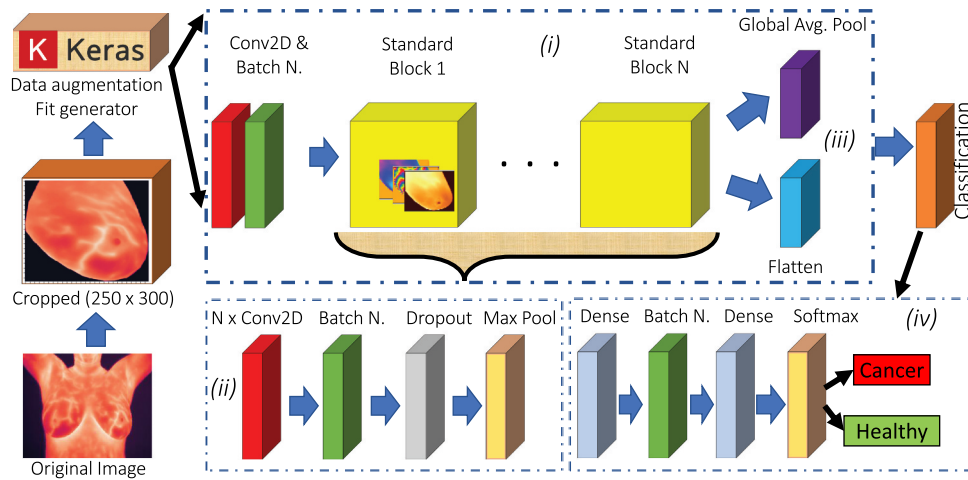 K Keras
Data augmentation
Fit generator
Cropped (250 x 300)
Original Image
Conv2D &
Batch N.
Standard
Block 1
(i)
. . .
Standard
Block N
Global Avg. Pool
(iii)
Flatten
Classification
N x Conv2D
Batch N.
Dropout
Max Pool
(ii)
Dense
Batch N.
Dense
Softmax
(iv)
Cancer
Healthy